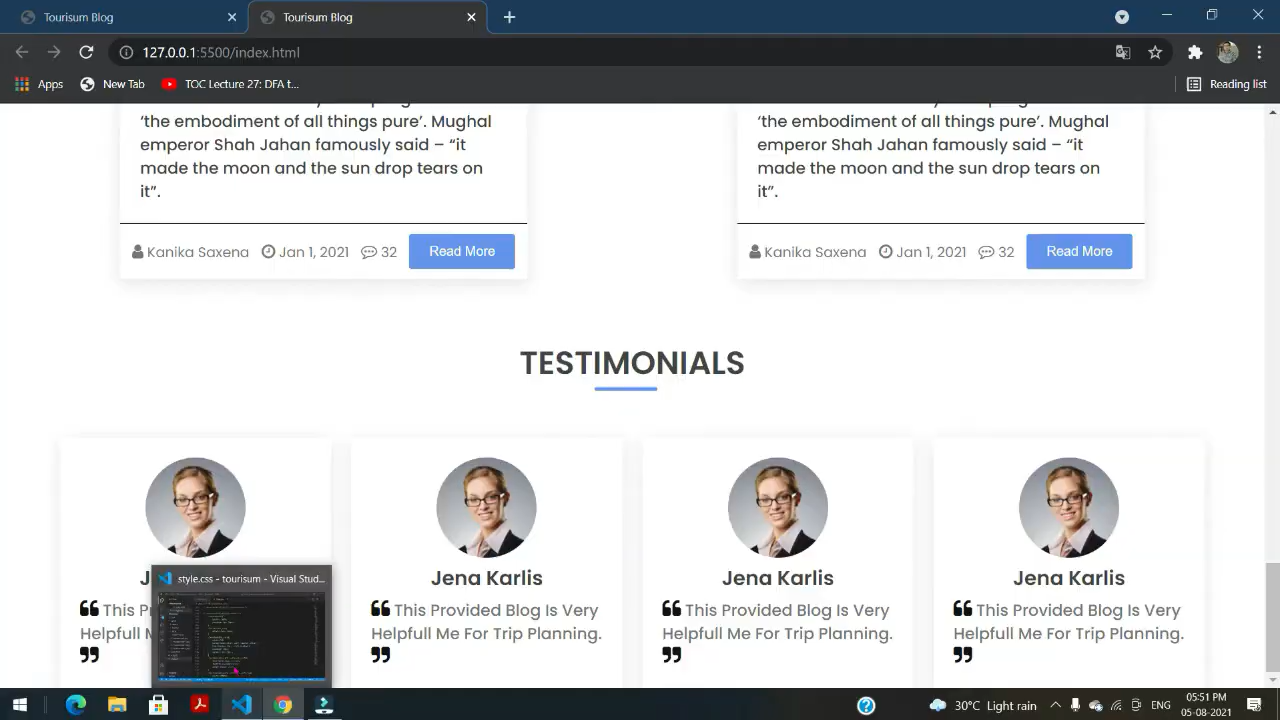 Tourisum Blog
Tourisum Blog
127.0.0.1:5500/index.html
Apps
New Tab
TOC Lecture 27: DFA t...
Reading list
'the embodiment of all things pure'. Mughal
emperor Shah Jahan famously said – "it
made the moon and the sun drop tears on
it".
Kanika Saxena Jan 1, 2021 32 Read More
'the embodiment of all things pure'. Mughal
emperor Shah Jahan famously said – "it
made the moon and the sun drop tears on
it".
Kanika Saxena Jan 1, 2021 32 Read More
TESTIMONIALS
Jena Karlis
This Provided Blog Is Very
Helpfull Me For Trip Planning.
Jena Karlis
This Provided Blog Is Very
Helpfull Me For Trip Planning.
Jena Karlis
This Provided Blog Is Very
Helpfull Me For Trip Planning.
style.css - tourisum - Visual Stud...
30°C Light rain
ENG
05:51 PM
05-08-2021